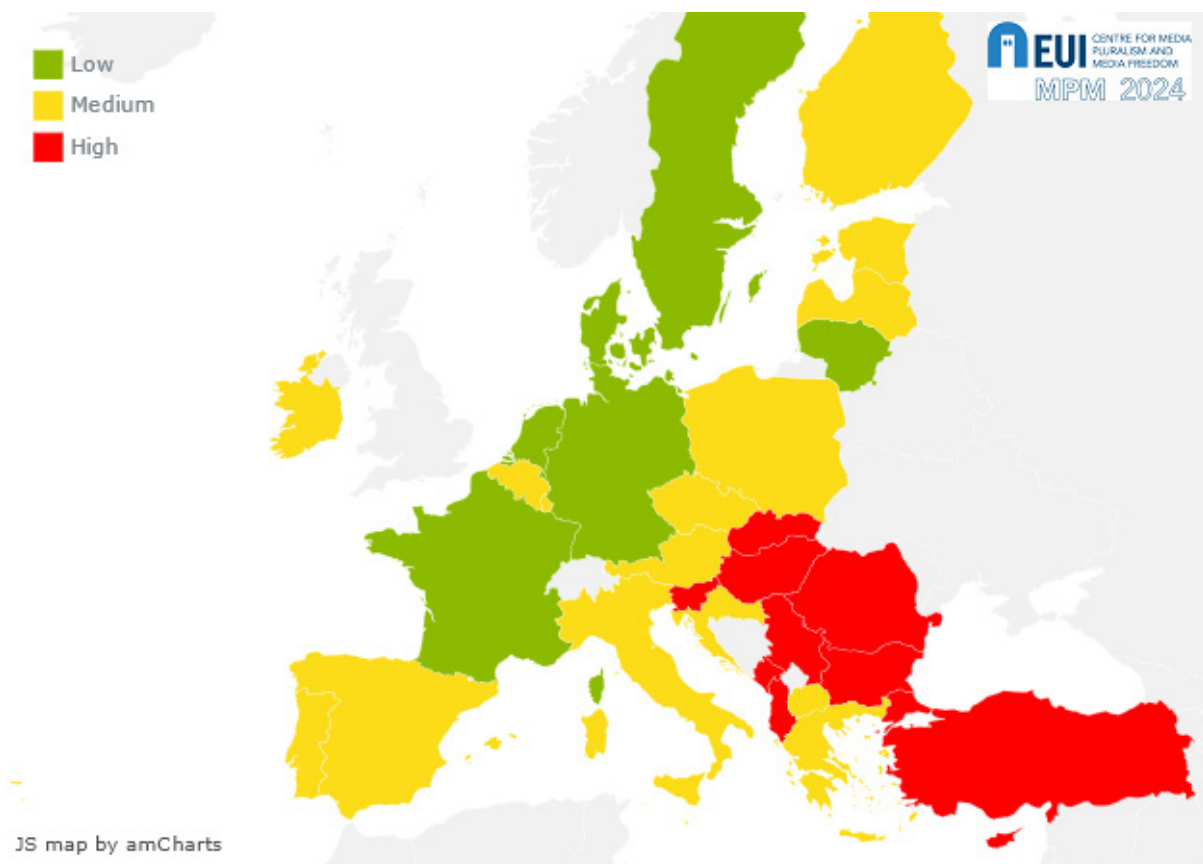 Low
Medium
High
EUI
CENTRE FOR MEDIA
PLURALISM AND
MEDIA FREEDOM
MPM 2024
JS map by amCharts